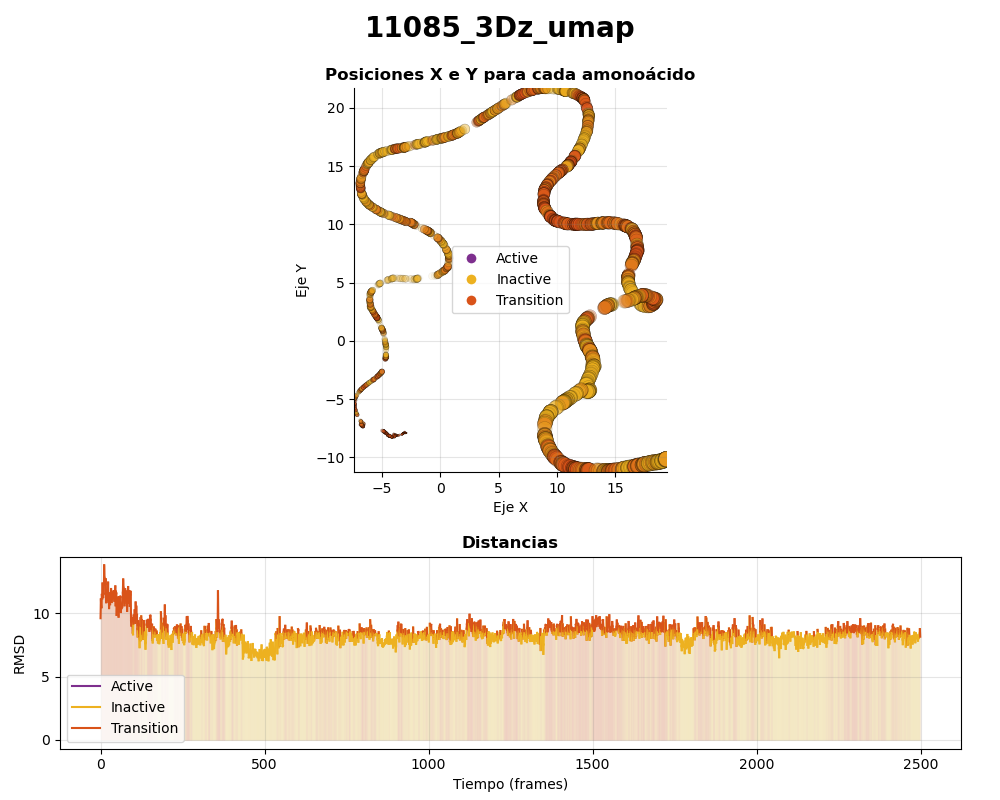 11085_3Dz_umap
Posiciones X e Y para cada amonoácido
20
15
10
5
0
−5
−10
Eje Y
Active
Inactive
Transition
−5
0
5
10
15
Eje X
Distancias
10
5
0
RMSD
Active
Inactive
Transition
0
500
1000
1500
2000
2500
Tiempo (frames)